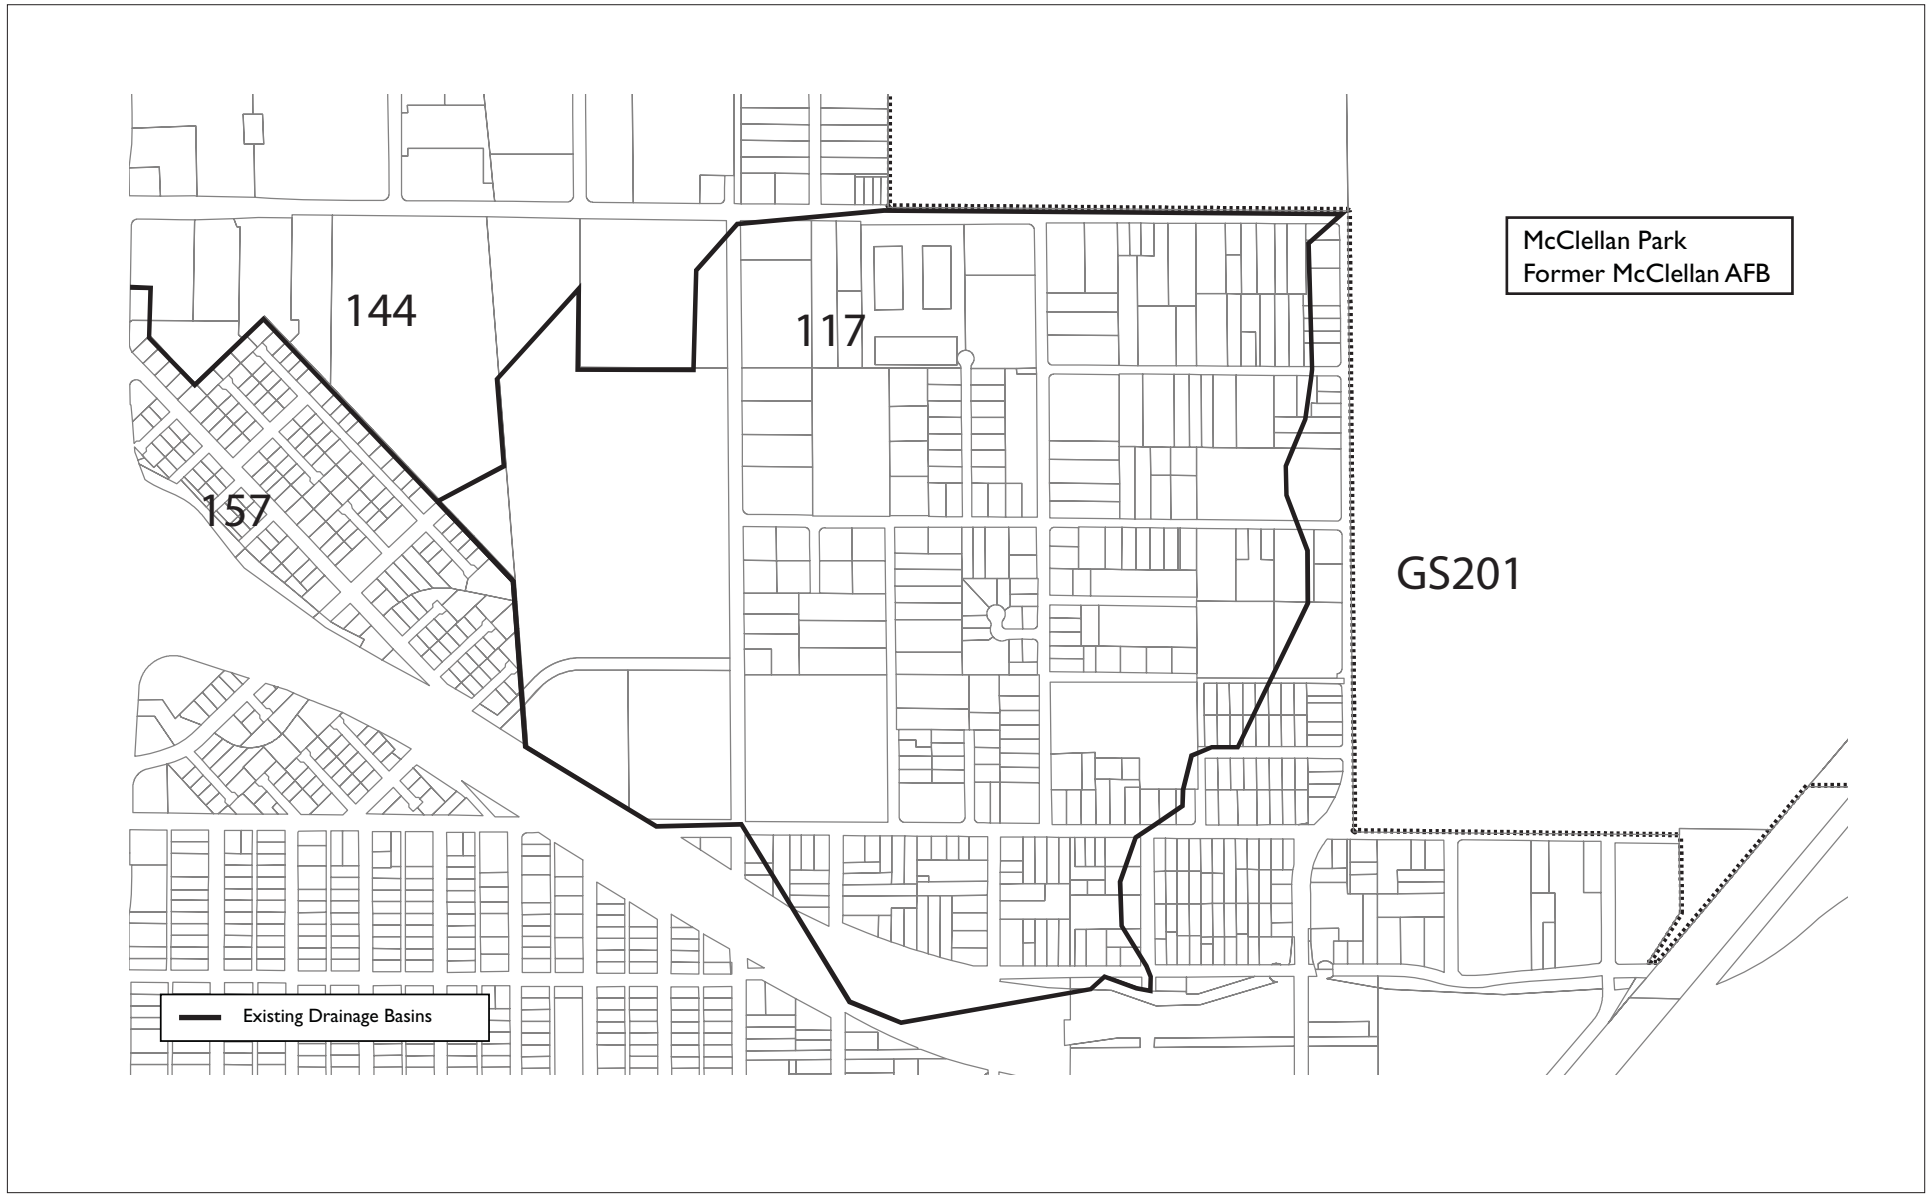 McClellan Park
Former McClellan AFB
144
117
157
GS201
Existing Drainage Basins